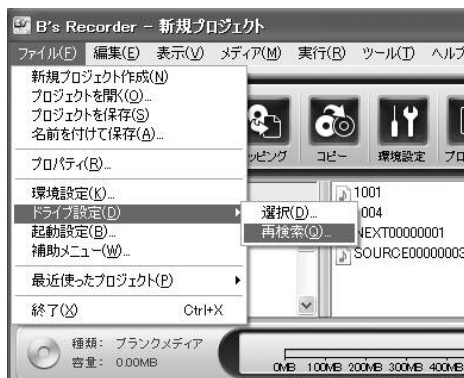 B's Recorder - 新規プロジェクト
ファイル(F) 編集(E) 表示(V) メディア(M) 実行(R) ツール(T) ヘルプ
新規プロジェクト作成(N)
プロジェクトを開く(O)...
プロジェクトを保存(S)
名前を付けて保存(A)...
プロパティ(R)...
環境設定(K)...
ドライブ設定(D)
起動設定(B)...
補助メニュー(W)...
最近使ったプロジェクト(P)
終了(X) Ctrl+X
選択(D)...
再検索(Q)...
ッピング コピー 環境設定 プロ
1001
004
NEXT00000001
SOURCE00000003
種類: ブランクメディア
容量: 0.00MB
0MB 100MB 200MB 300MB 400MB